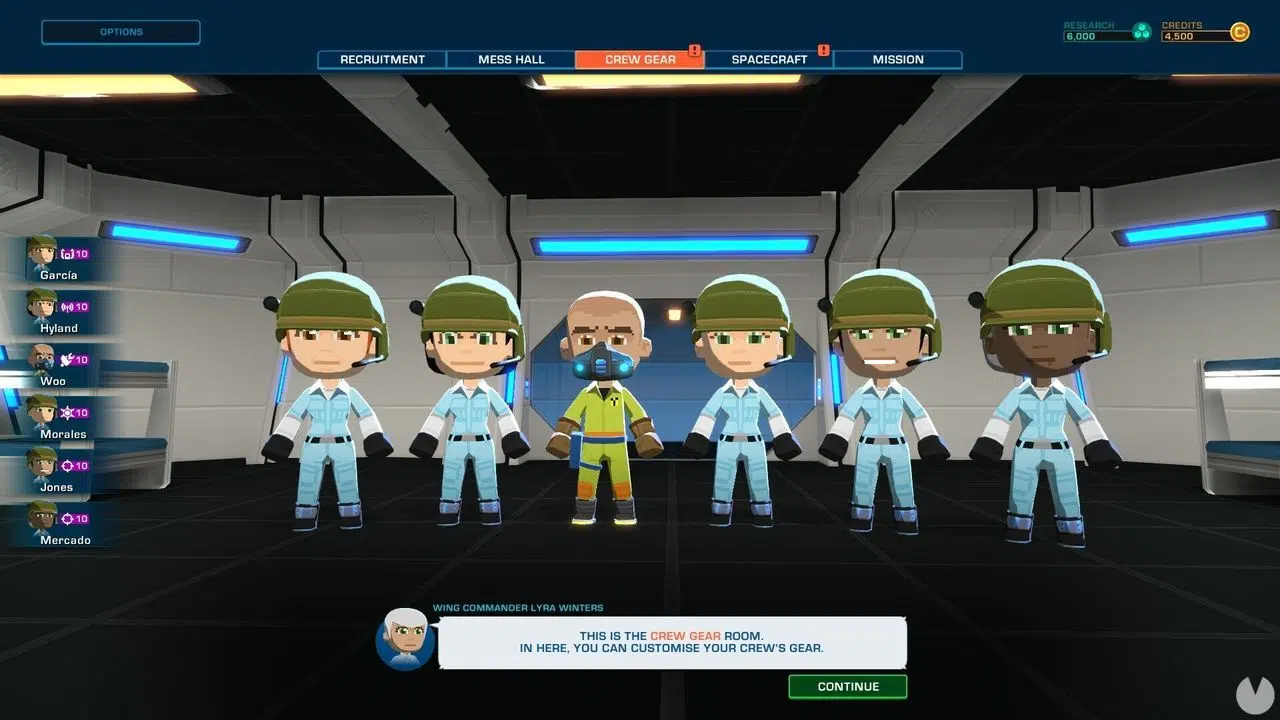 OPTIONS
RESEARCH
6,000
CREDITS
4,500
RECRUITMENT
MESS HALL
CREW GEAR
SPACECRAFT
MISSION
10
García
10
Hyland
10
Woo
10
Morales
10
Jones
10
Mercado
WING COMMANDER LYRA WINTERS
THIS IS THE CREW GEAR ROOM.
IN HERE, YOU CAN CUSTOMISE YOUR CREW'S GEAR.
CONTINUE